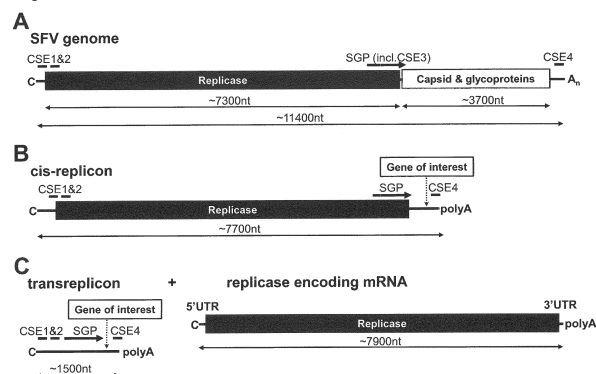 A
SFV genome
CSE1&2
SGP (incl.CSE3)
CSE4
C
Replicase
Capsid & glycoproteins
An
~7300nt
~3700nt
~11400nt
B
cis-replicon
Gene of interest
CSE1&2
SGP
CSE4
C
Replicase
polyA
~7700nt
C
transreplicon + replicase encoding mRNA
Gene of interest
CSE1&2
SGP
CSE4
C
polyA
~1500nt
5'UTR
3'UTR
C
Replicase
polyA
~7900nt